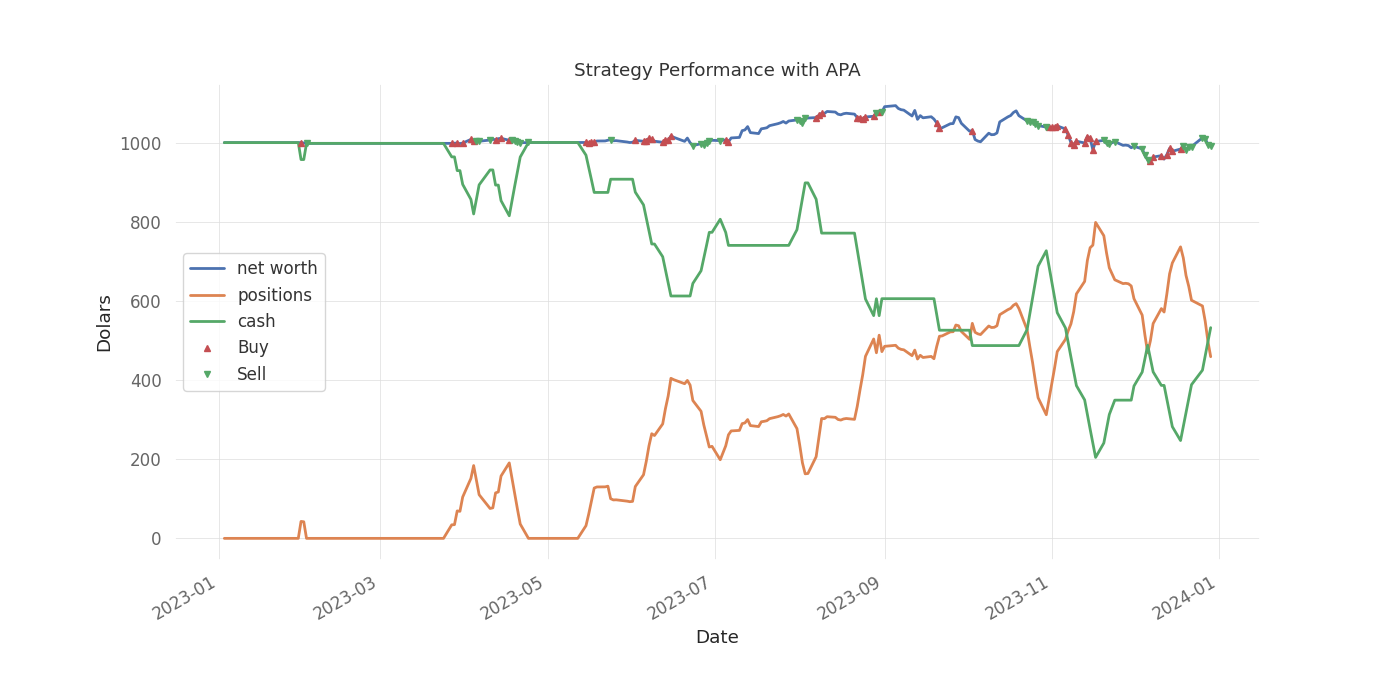 Strategy Performance with APA
Dolars
1000
800
600
400
200
0
net worth
positions
cash
Buy
Sell
2023-01
2023-03
2023-05
2023-07
2023-09
2023-11
2024-01
Date